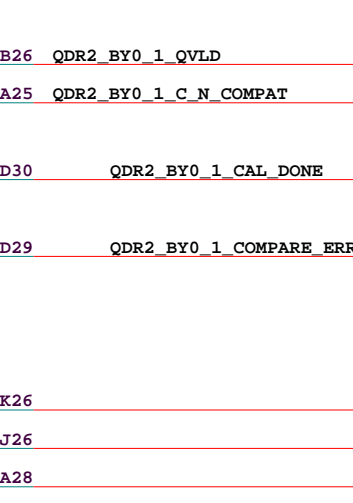 B26 QDR2_BY0_1_QVLD
A25 QDR2_BY0_1_C_N_COMPAT
D30 QDR2_BY0_1_CAL_DONE
D29 QDR2_BY0_1_COMPARE_ERR
K26
J26
A28